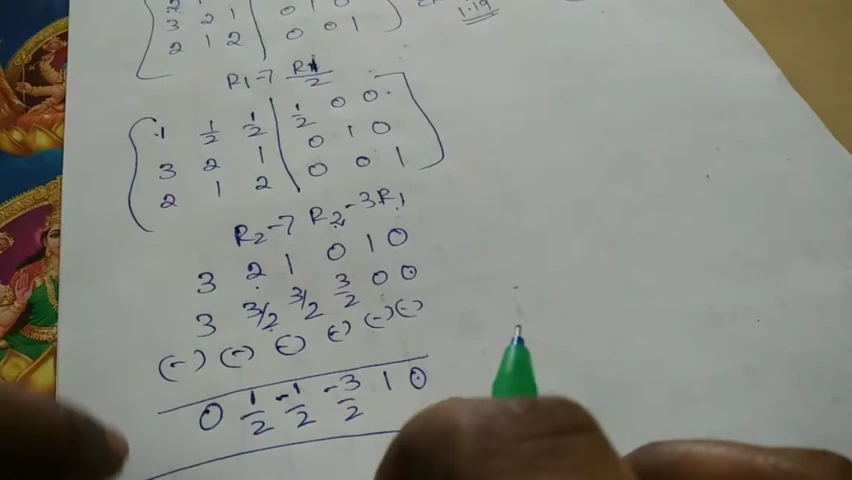 3 2 1 | 0 1 0
2 1 2 | 0 0 1
1.19
R1→ R1/2
1 1/2 1/2 | 1/2 0 0
3 2 1 | 0 1 0
2 1 2 | 0 0 1
R2→ R2-3R1
3 2 1 0 1 0
3 3/2 3/2 3/2 0 0
(-) (-) (-) (-) (-) (-)
0 1/2 -1/2 -3/2 1 0